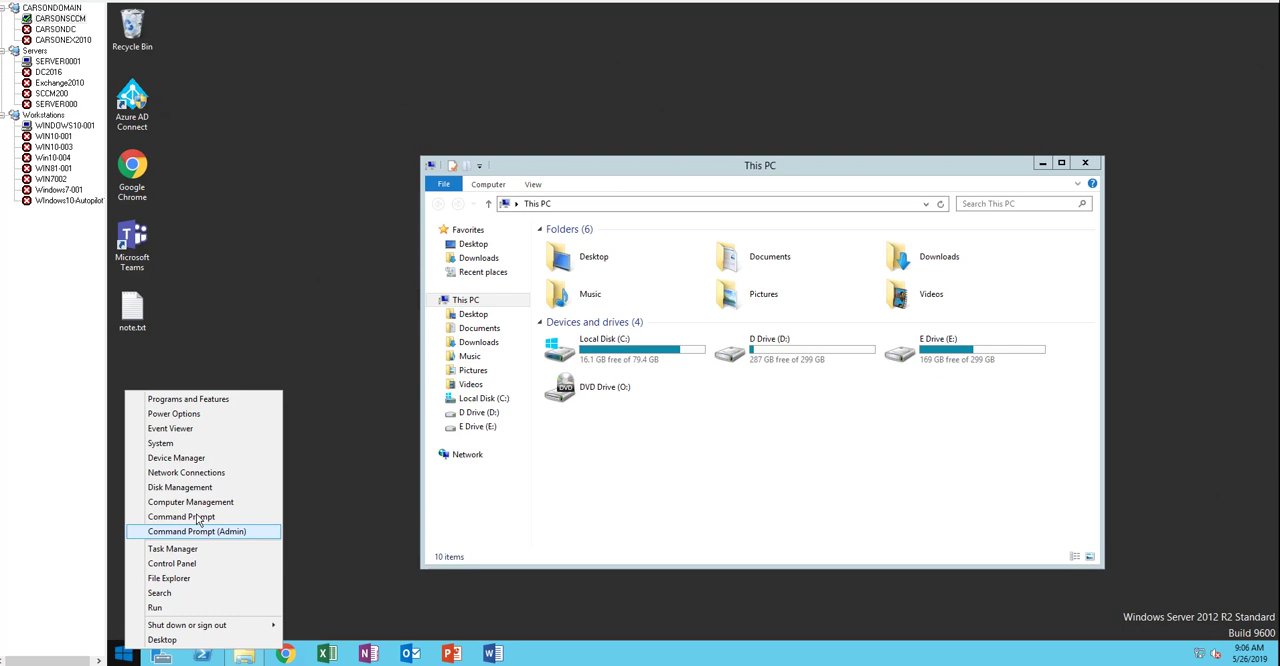 CARSONDOMAIN
CARSONSCCM
CARSONDC
CARSONEX2010
Servers
SERVER0001
DC2016
Exchange2010
SCCM200
SERVER000
Workstations
WINDOWS10-001
WIN10-001
WIN10-003
Win10-004
WIN81-001
WIN7002
Windows7-001
Windows10-Autopilot
Recycle Bin
Azure AD
Connect
Google
Chrome
Microsoft
Teams
note.txt
This PC
File
Computer
View
This PC
Search This PC
Favorites
Desktop
Downloads
Recent places
This PC
Desktop
Documents
Downloads
Music
Pictures
Videos
Local Disk (C:)
D Drive (D:)
E Drive (E:)
Network
Folders (6)
Desktop
Documents
Downloads
Music
Pictures
Videos
Devices and drives (4)
Local Disk (C:)
16.1 GB free of 79.4 GB
D Drive (D:)
287 GB free of 299 GB
E Drive (E:)
169 GB free of 299 GB
DVD
DVD Drive (O:)
10 items
Programs and Features
Power Options
Event Viewer
System
Device Manager
Network Connections
Disk Management
Computer Management
Command Prompt
Command Prompt (Admin)
Task Manager
Control Panel
File Explorer
Search
Run
Shut down or sign out
Desktop
Windows Server 2012 R2 Standard
Build 9600
9:06 AM
5/26/2019